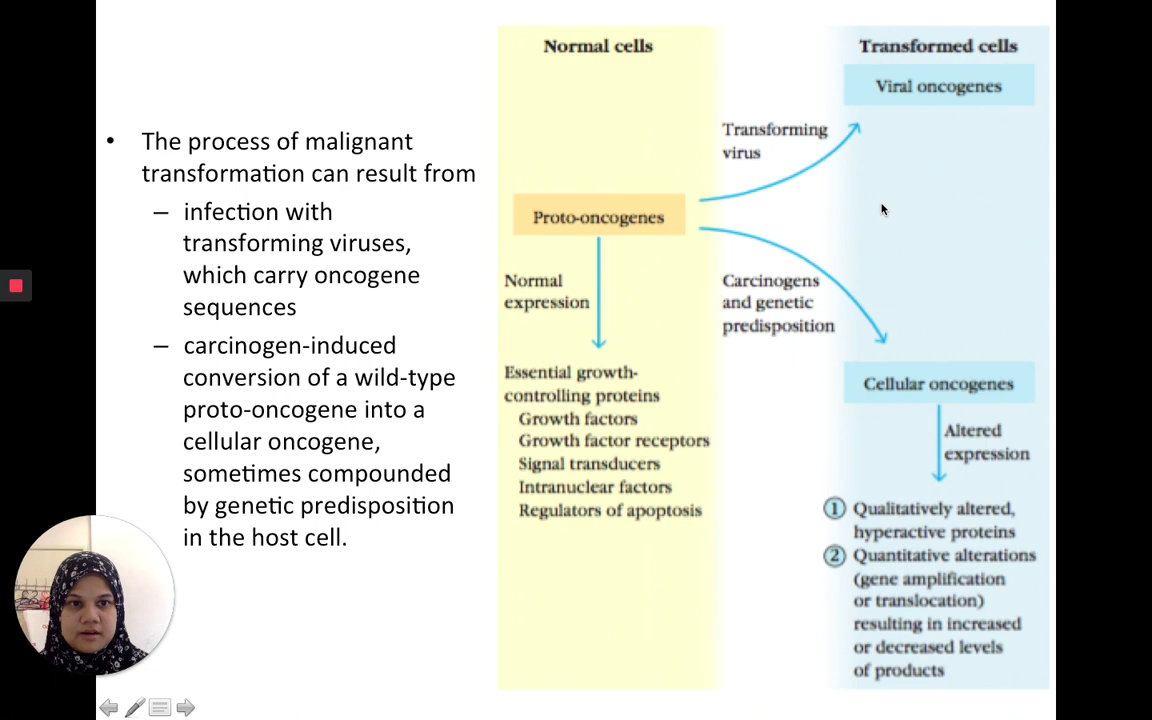 • The process of malignant
transformation can result from
– infection with
transforming viruses,
which carry oncogene
sequences
– carcinogen-induced
conversion of a wild-type
proto-oncogene into a
cellular oncogene,
sometimes compounded
by genetic predisposition
in the host cell.
Normal cells
Transformed cells
Viral oncogenes
Transforming
virus
Proto-oncogenes
Normal
expression
Carcinogens
and genetic
predisposition
Essential growth-
controlling proteins
Growth factors
Growth factor receptors
Signal transducers
Intranuclear factors
Regulators of apoptosis
Cellular oncogenes
Altered
expression
① Qualitatively altered,
hyperactive proteins
② Quantitative alterations
(gene amplification
or translocation)
resulting in increased
or decreased levels
of products